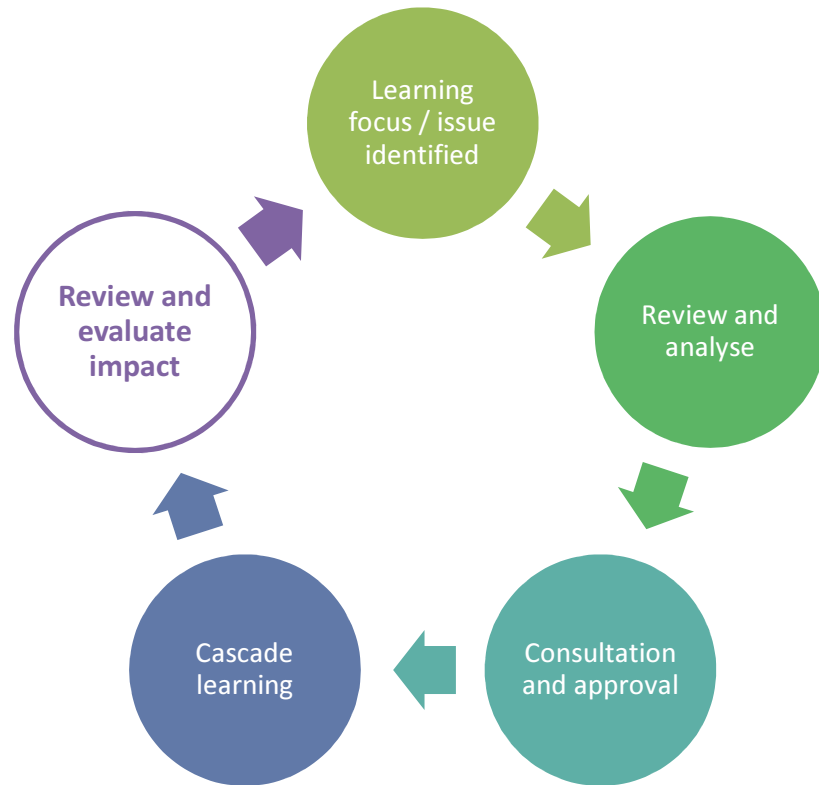 Learning
focus / issue
identified
Review and
analyse
Consultation
and approval
Cascade
learning
Review and
evaluate
impact